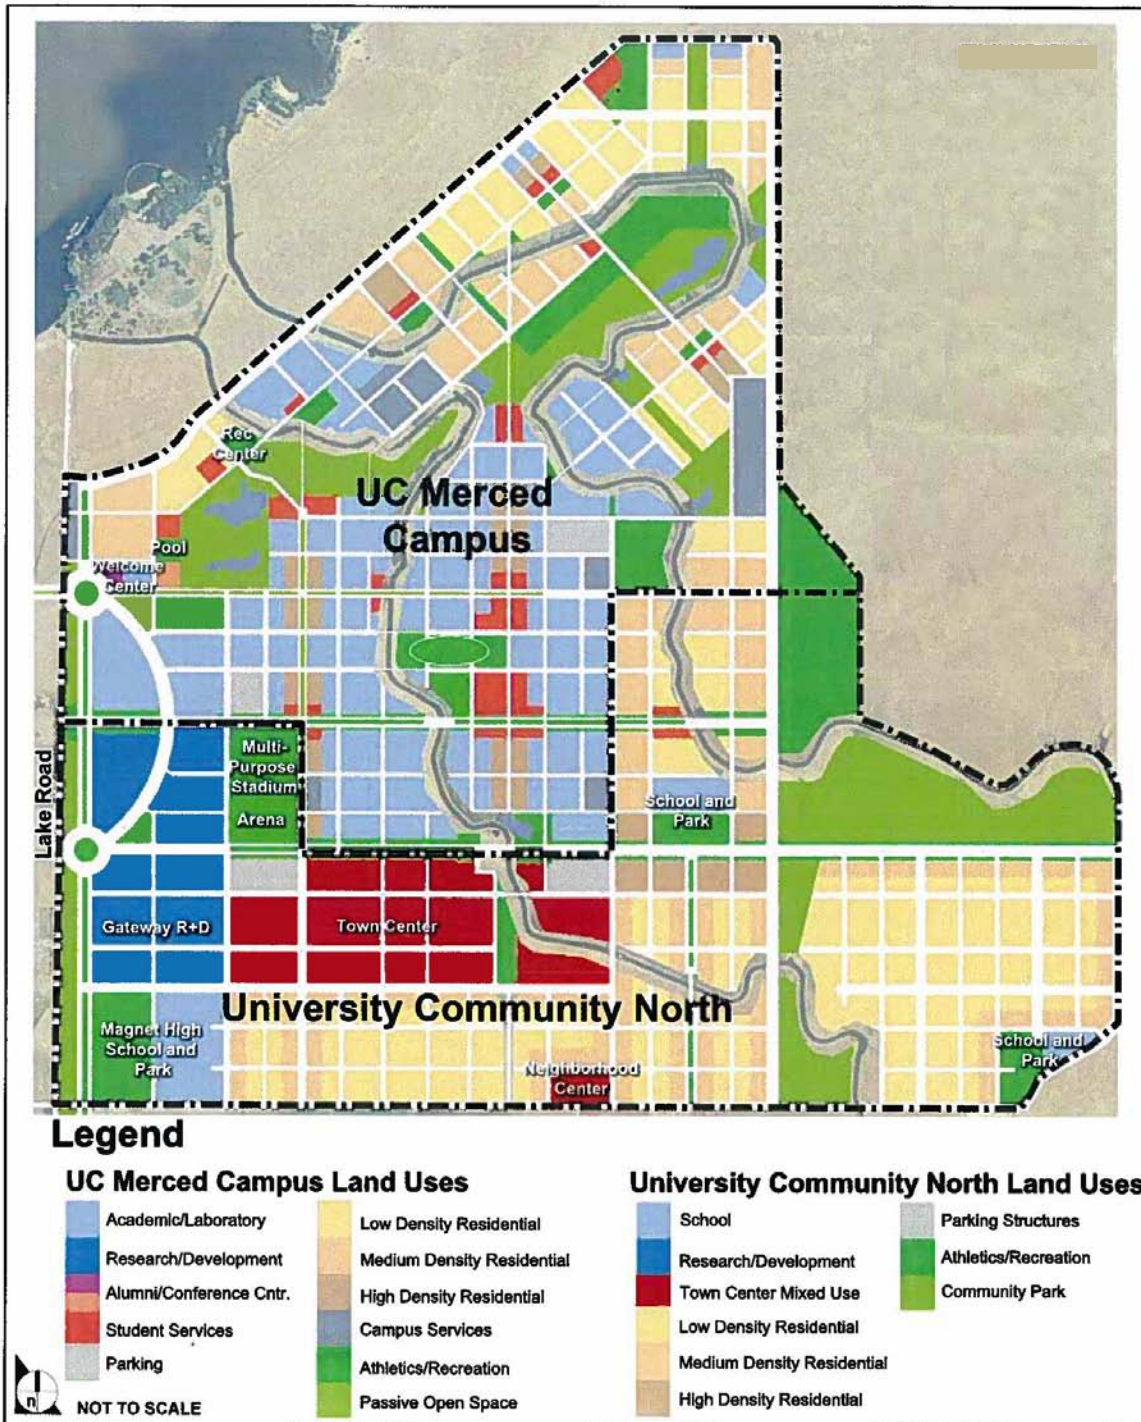 Rec
Center
UC Merced
Campus
Pool
Welcome
Center
Lake Road
Multi-
Purpose
Stadium
Arena
School and
Park
Gateway R+D
Town Center
University Community North
Magnet High
School and
Park
Neighborhood
Center
School and
Park
Legend
UC Merced Campus Land Uses
Academic/Laboratory
Research/Development
Alumni/Conference Cntr.
Student Services
Parking
Low Density Residential
Medium Density Residential
High Density Residential
Campus Services
Athletics/Recreation
Passive Open Space
University Community North Land Uses
School
Research/Development
Town Center Mixed Use
Low Density Residential
Medium Density Residential
High Density Residential
Parking Structures
Athletics/Recreation
Community Park
n
NOT TO SCALE